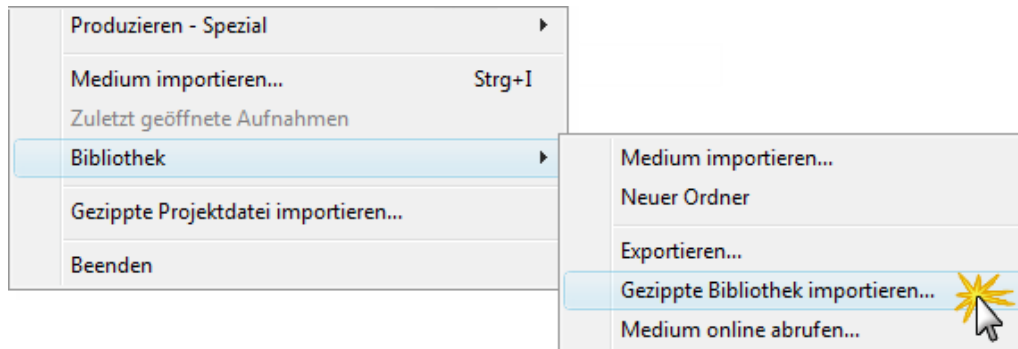 Produzieren - Spezial
Medium importieren... Strg+I
Zuletzt geöffnete Aufnahmen
Bibliothek
Gezippte Projektdatei importieren...
Beenden
Medium importieren...
Neuer Ordner
Exportieren...
Gezippte Bibliothek importieren...
Medium online abrufen...